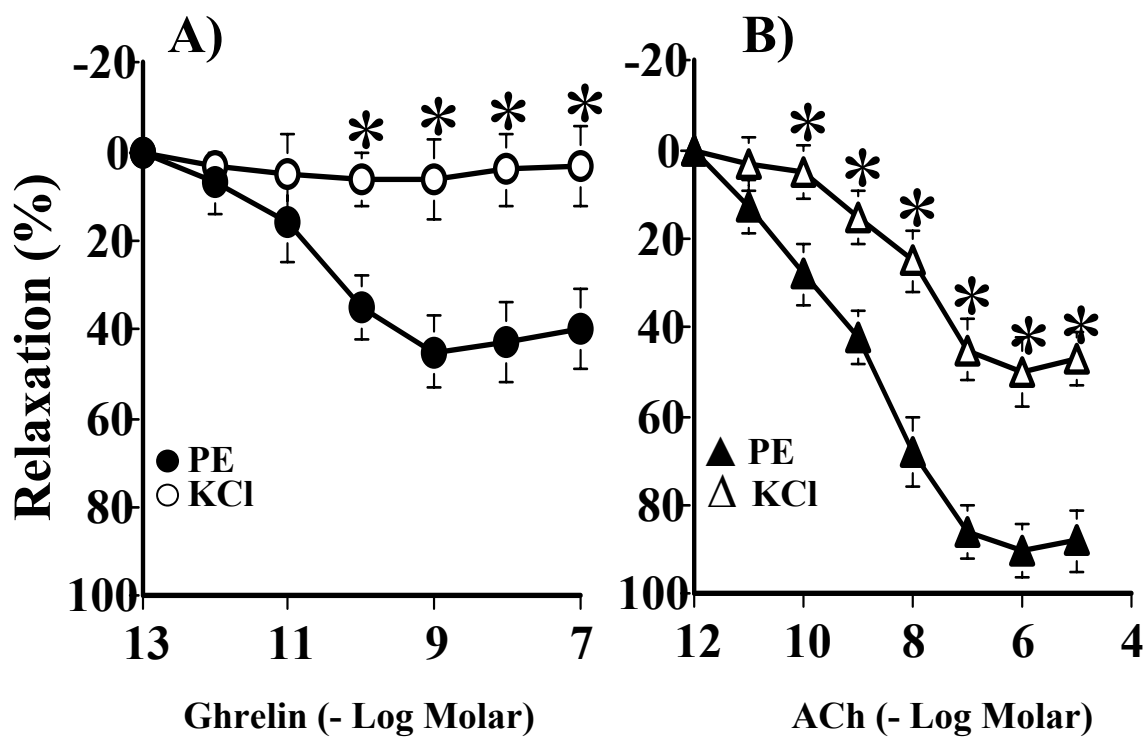 A)
B)
Relaxation (%)
-20
0
20
40
60
80
100
* * * *
PE
KCl
13 11 9 7
Ghrelin (- Log Molar)
-20
0
20
40
60
80
100
* * * * * *
PE
KCl
12 10 8 6 4
ACh (- Log Molar)